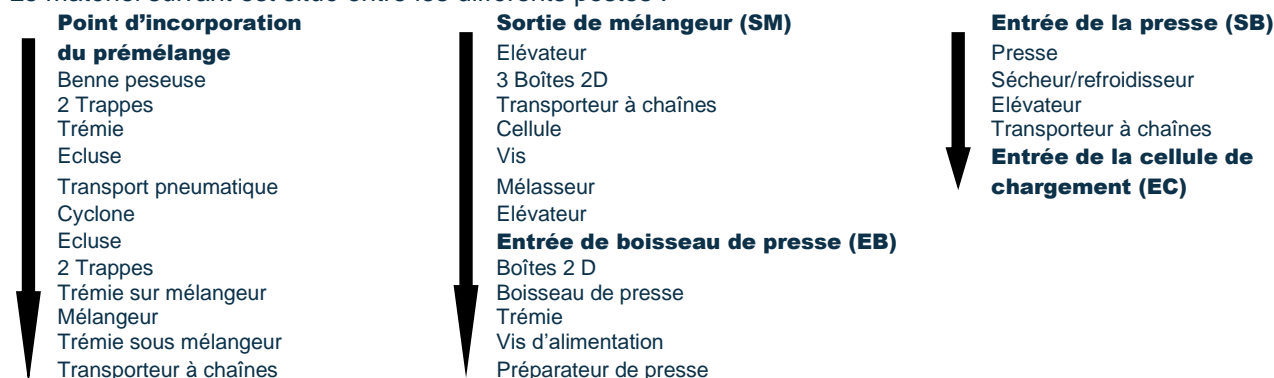 Le matériel suivant est situé entre les différents postes :
Point d’incorporation
du prémélange
Benne peseuse
2 Trappes
Trémie
Ecluse
Transport pneumatique
Cyclone
Ecluse
2 Trappes
Trémie sur mélangeur
Mélangeur
Trémie sous mélangeur
Transporteur à chaînes
Sortie de mélangeur (SM)
Elévateur
3 Boîtes 2D
Transporteur à chaînes
Cellule
Vis
Mélasseur
Elévateur
Entrée de boisseau de presse (EB)
Boîtes 2 D
Boisseau de presse
Trémie
Vis d’alimentation
Préparateur de presse
Entrée de la presse (SB)
Presse
Sécheur/refroidisseur
Elévateur
Transporteur à chaînes
Entrée de la cellule de
chargement (EC)